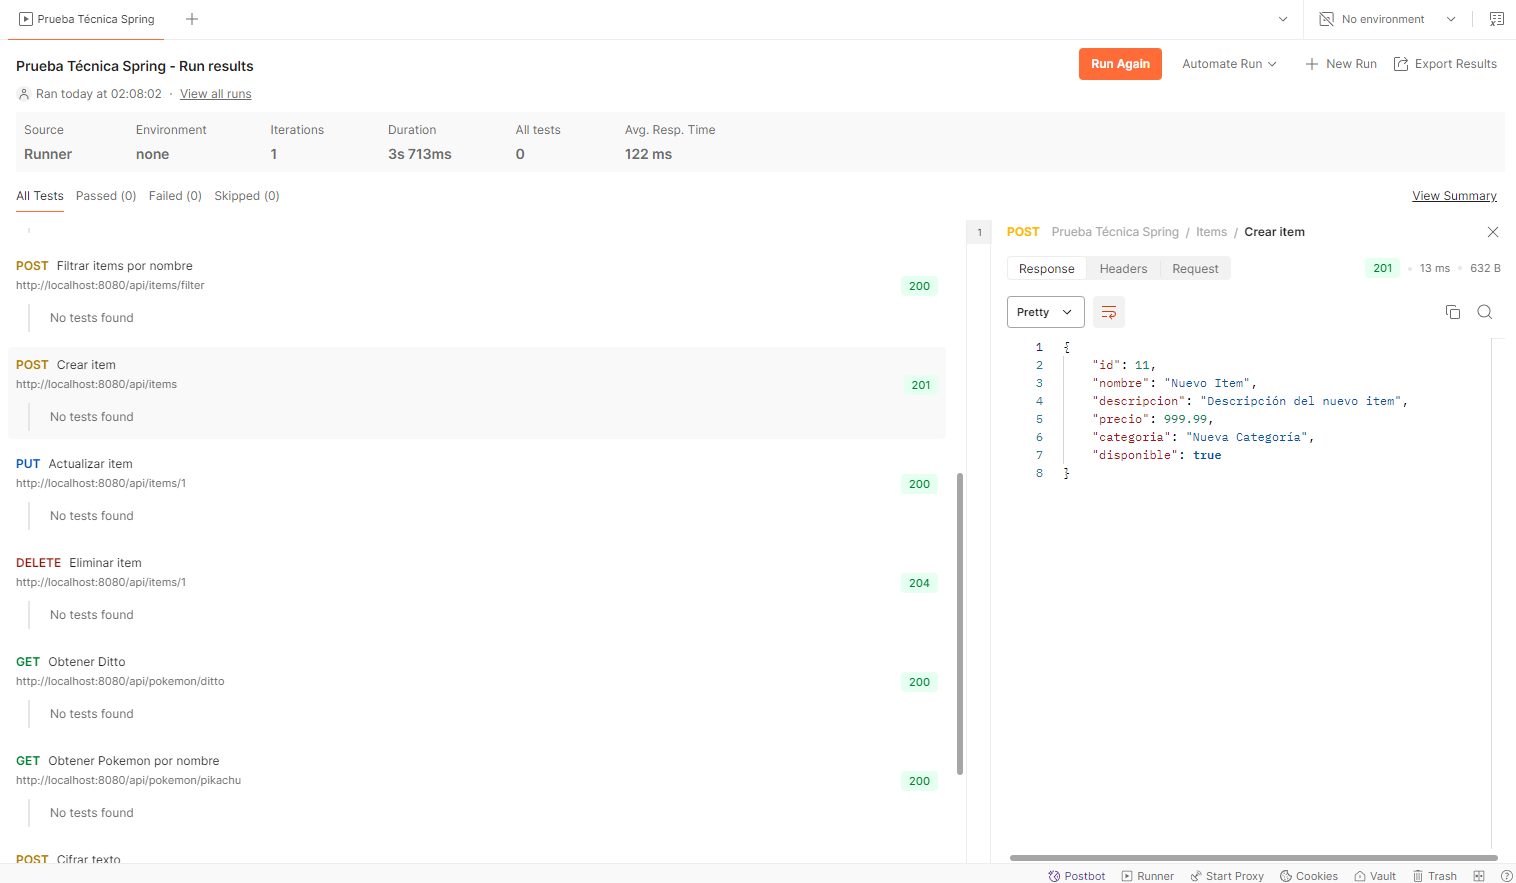 Prueba Técnica Spring
No environment
Prueba Técnica Spring - Run results
Run Again
Automate Run
New Run
Export Results
Ran today at 02:08:02 · View all runs
Source
Environment
Iterations
Duration
All tests
Avg. Resp. Time
Runner
none
1
3s 713ms
0
122 ms
All Tests
Passed (0)
Failed (0)
Skipped (0)
View Summary
POST Filtrar items por nombre
http://localhost:8080/api/items/filter
200
No tests found
POST Crear item
http://localhost:8080/api/items
201
No tests found
PUT Actualizar item
http://localhost:8080/api/items/1
200
No tests found
DELETE Eliminar item
http://localhost:8080/api/items/1
204
No tests found
GET Obtener Ditto
http://localhost:8080/api/pokemon/ditto
200
No tests found
GET Obtener Pokemon por nombre
http://localhost:8080/api/pokemon/pikachu
200
No tests found
POST Cifrar texto
1
POST Prueba Técnica Spring / Items / Crear item
Response
Headers
Request
201 • 13 ms • 632 B
Pretty
1 {
2 "id": 11,
3 "nombre": "Nuevo Item",
4 "descripcion": "Descripción del nuevo item",
5 "precio": 999.99,
6 "categoria": "Nueva Categoría",
7 "disponible": true
8 }
Postbot
Runner
Start Proxy
Cookies
Vault
Trash